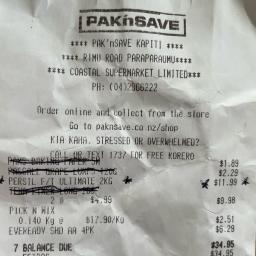 PAK'nSAVE
**** PAK'nSAVE KAPITI ****
**** RIMU ROAD PARAPARAUMU****
**** COASTAL SUPERMARKET LIMITED***
PH: (04)2966222
Order online and collect from the store
Go to paknsave.co.nz/shop
KIA KAHA. STRESSED OR OVERWHELMED?
CALL OR TEXT 1737 FOR FREE KORERO
$1.89
$2.29
PERSIL F/T ULTIMATE 2KG $11.99
2 @ $4.99 $9.98
PICK N MIX
0.140 Kg @ $17.90/Kg $2.51
EVEREADY SHD AA 4PK $6.29
7 BALANCE DUE $34.95
$34.95